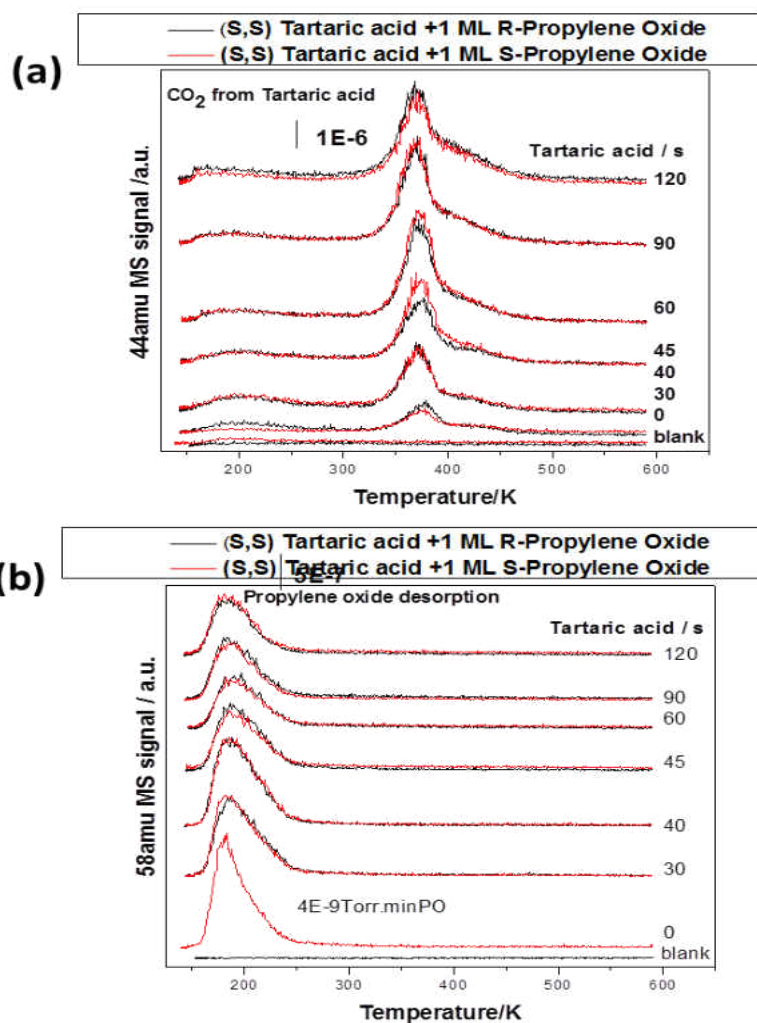 (S,S) Tartaric acid +1 ML R-Propylene Oxide
(S,S) Tartaric acid +1 ML S-Propylene Oxide
(a)
CO2 from Tartaric acid
1E-6
Tartaric acid / s
120
90
60
45
40
30
0
blank
44amu MS signal /a.u.
200 300 400 500 600
Temperature/K
(S,S) Tartaric acid +1 ML R-Propylene Oxide
(S,S) Tartaric acid +1 ML S-Propylene Oxide
(b)
5E-7
Propylene oxide desorption
Tartaric acid / s
120
90
60
45
40
30
4E-9Torr.minPO
0
blank
58amu MS signal / a.u.
200 300 400 500 600
Temperature/K